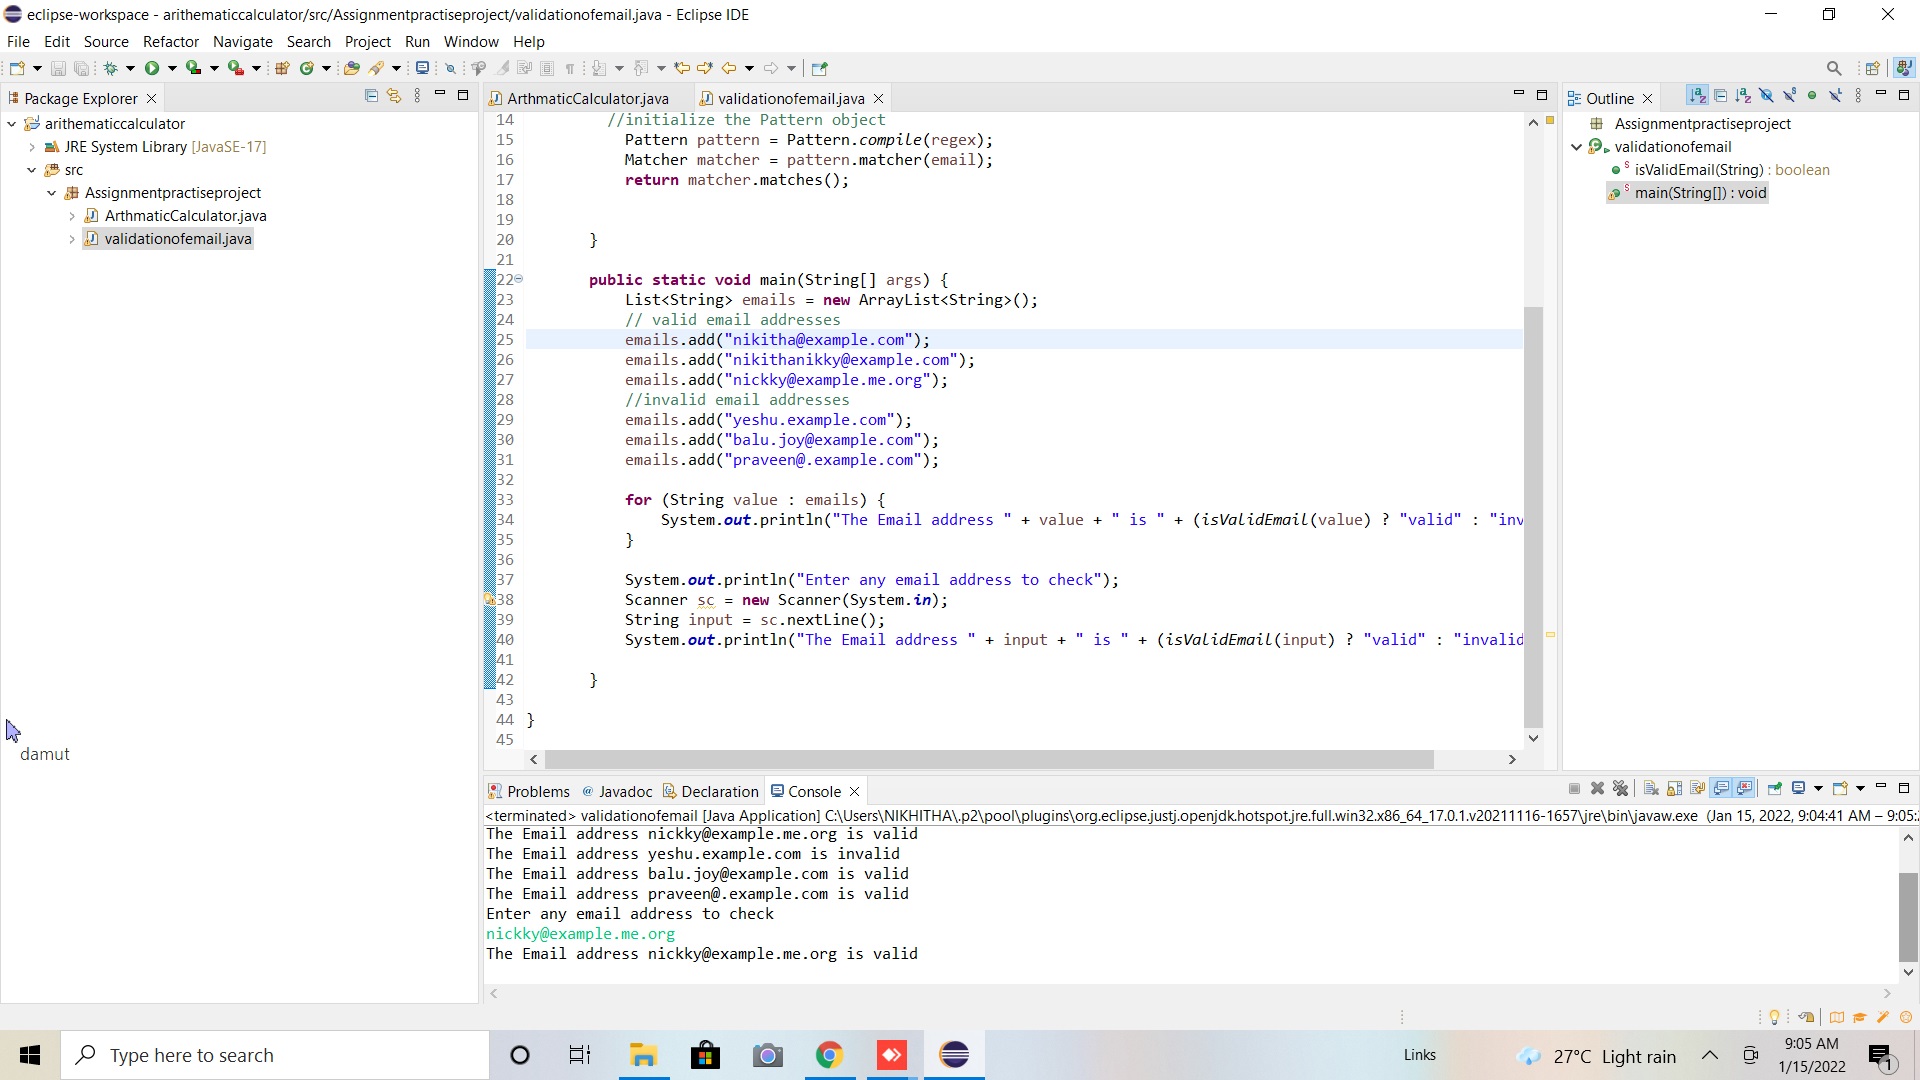 eclipse-workspace - arithematiccalculator/src/Assignmentpractiseproject/validationofemail.java - Eclipse IDE
File Edit Source Refactor Navigate Search Project Run Window Help
Package Explorer
arithematiccalculator
JRE System Library [JavaSE-17]
src
Assignmentpractiseproject
ArthmaticCalculator.java
validationofemail.java
damut
ArthmaticCalculator.java validationofemail.java
14 //initialize the Pattern object
15 Pattern pattern = Pattern.compile(regex);
16 Matcher matcher = pattern.matcher(email);
17 return matcher.matches();
18
19
20 }
21
22 public static void main(String[] args) {
23 List<String> emails = new ArrayList<String>();
24 // valid email addresses
25 emails.add("nikitha@example.com");
26 emails.add("nikithanikky@example.com");
27 emails.add("nickky@example.me.org");
28 //invalid email addresses
29 emails.add("yeshu.example.com");
30 emails.add("balu.joy@example.com");
31 emails.add("praveen@.example.com");
32
33 for (String value : emails) {
34 System.out.println("The Email address " + value + " is " + (isValidEmail(value) ? "valid" : "inv
35 }
36
37 System.out.println("Enter any email address to check");
38 Scanner sc = new Scanner(System.in);
39 String input = sc.nextLine();
40 System.out.println("The Email address " + input + " is " + (isValidEmail(input) ? "valid" : "invalid
41
42 }
43
44 }
45
Outline
Assignmentpractiseproject
validationofemail
isValidEmail(String) : boolean
main(String[]) : void
Problems @ Javadoc Declaration Console
<terminated> validationofemail [Java Application] C:\Users\NIKHITHA\.p2\pool\plugins\org.eclipse.justj.openjdk.hotspot.jre.full.win32.x86_64_17.0.1.v20211116-1657\jre\bin\javaw.exe (Jan 15, 2022, 9:04:41 AM – 9:05:
The Email address nickky@example.me.org is valid
The Email address yeshu.example.com is invalid
The Email address balu.joy@example.com is valid
The Email address praveen@.example.com is valid
Enter any email address to check
nickky@example.me.org
The Email address nickky@example.me.org is valid
Type here to search
Links
27°C Light rain
9:05 AM
1/15/2022
1